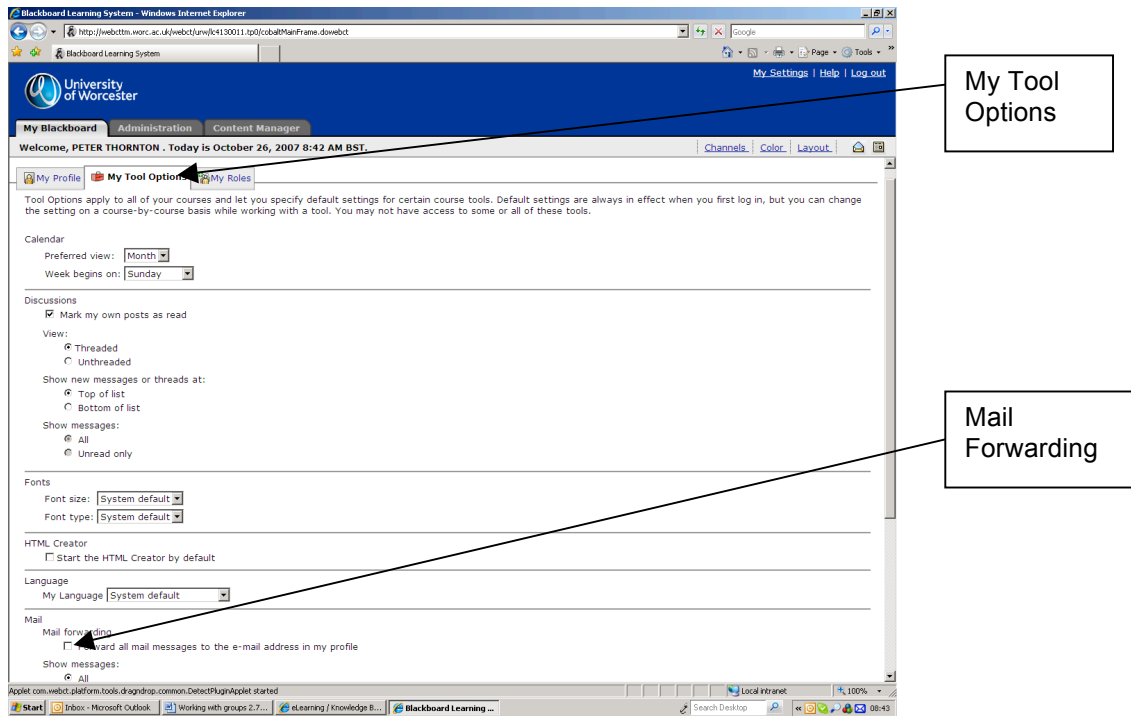 Blackboard Learning System - Windows Internet Explorer
http://webcttm.worc.ac.uk/webct/urw/lc4130011.tp0/cobaltMainFrame.dowebct
Google
Blackboard Learning System
Page
Tools
My Settings | Help | Log out
University
of Worcester
My Blackboard Administration Content Manager
Welcome, PETER THORNTON . Today is October 26, 2007 8:42 AM BST.
Channels Color Layout
My Profile My Tool Options My Roles
Tool Options apply to all of your courses and let you specify default settings for certain course tools. Default settings are always in effect when you first log in, but you can change
the setting on a course-by-course basis while working with a tool. You may not have access to some or all of these tools.
Calendar
Preferred view: Month
Week begins on: Sunday
Discussions
Mark my own posts as read
View:
Threaded
Unthreaded
Show new messages or threads at:
Top of list
Bottom of list
Show messages:
All
Unread only
Fonts
Font size: System default
Font type: System default
HTML Creator
Start the HTML Creator by default
Language
My Language System default
Mail
Mail forwarding
Forward all mail messages to the e-mail address in my profile
Show messages:
All
Applet com.webct.platform.tools.dragndrop.common.DetectPluginApplet started
Local intranet
100%
Start
Inbox - Microsoft Outlook
Working with groups 2.7...
eLearning / Knowledge B...
Blackboard Learning ...
Search Desktop
08:43
My Tool
Options
Mail
Forwarding